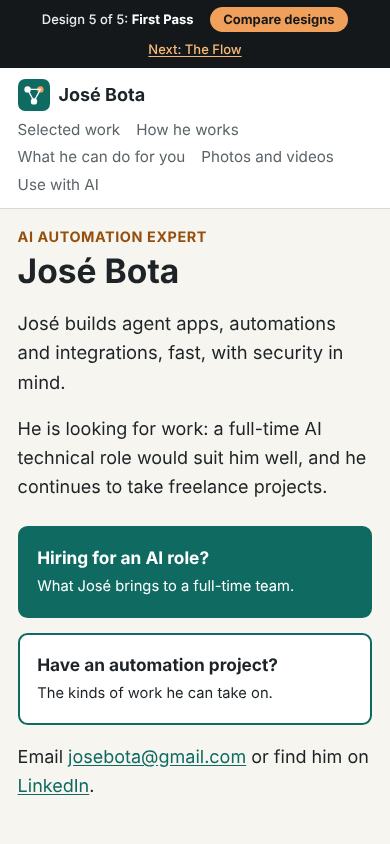 Design 5 of 5: First Pass Compare designs
Next: The Flow
José Bota
Selected work How he works
What he can do for you Photos and videos
Use with AI
AI AUTOMATION EXPERT
José Bota
José builds agent apps, automations
and integrations, fast, with security in
mind.
He is looking for work: a full-time AI
technical role would suit him well, and he
continues to take freelance projects.
Hiring for an AI role?
What José brings to a full-time team.
Have an automation project?
The kinds of work he can take on.
Email josebota@gmail.com or find him on
LinkedIn.